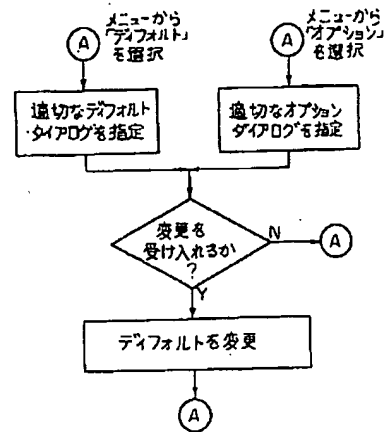 メニューから
「ディフォルト」
を選択
A
メニューから
「オプション」
を選択
A
適切なディフォルト
ダイアログを指定
適切なオプション
ダイアログを指定
変更を
受け入れるか
?
N
A
Y
ディフォルトを変更
A